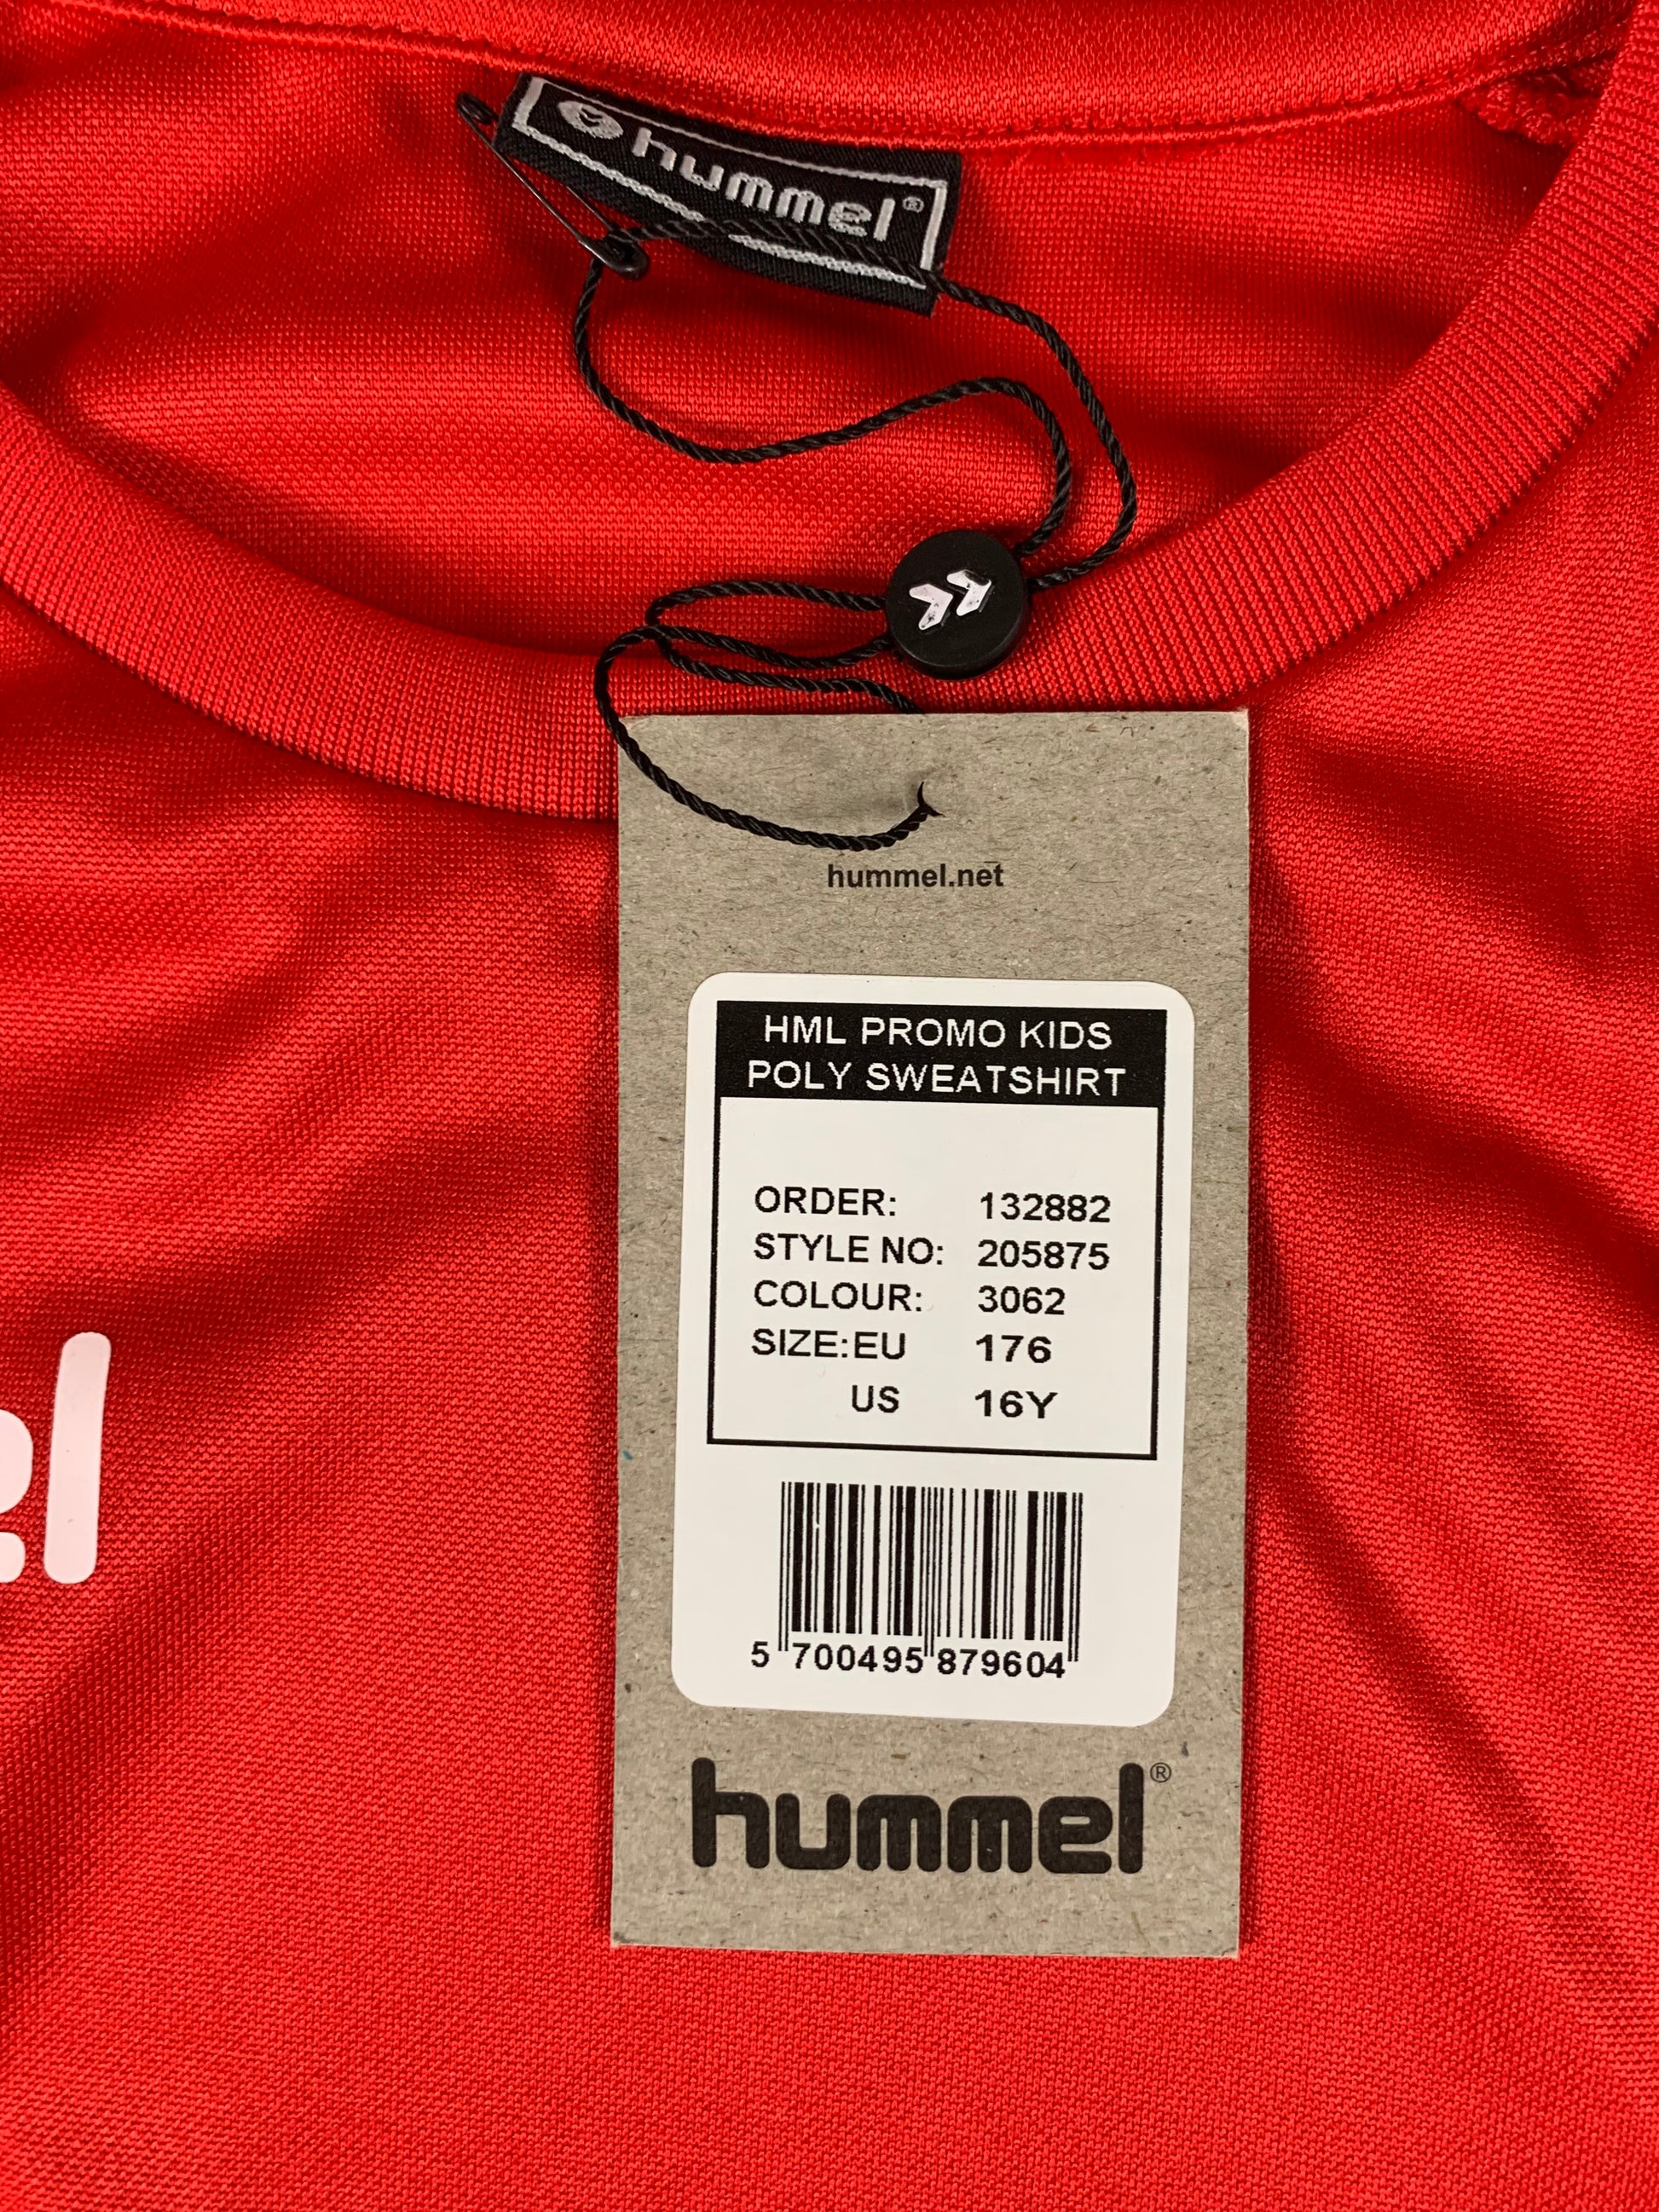 hummel®
hummel.net
HML PROMO KIDS
POLY SWEATSHIRT
ORDER: 132882
STYLE NO: 205875
COLOUR: 3062
SIZE:EU 176
US 16Y
el
5 700495 879604
hummel®